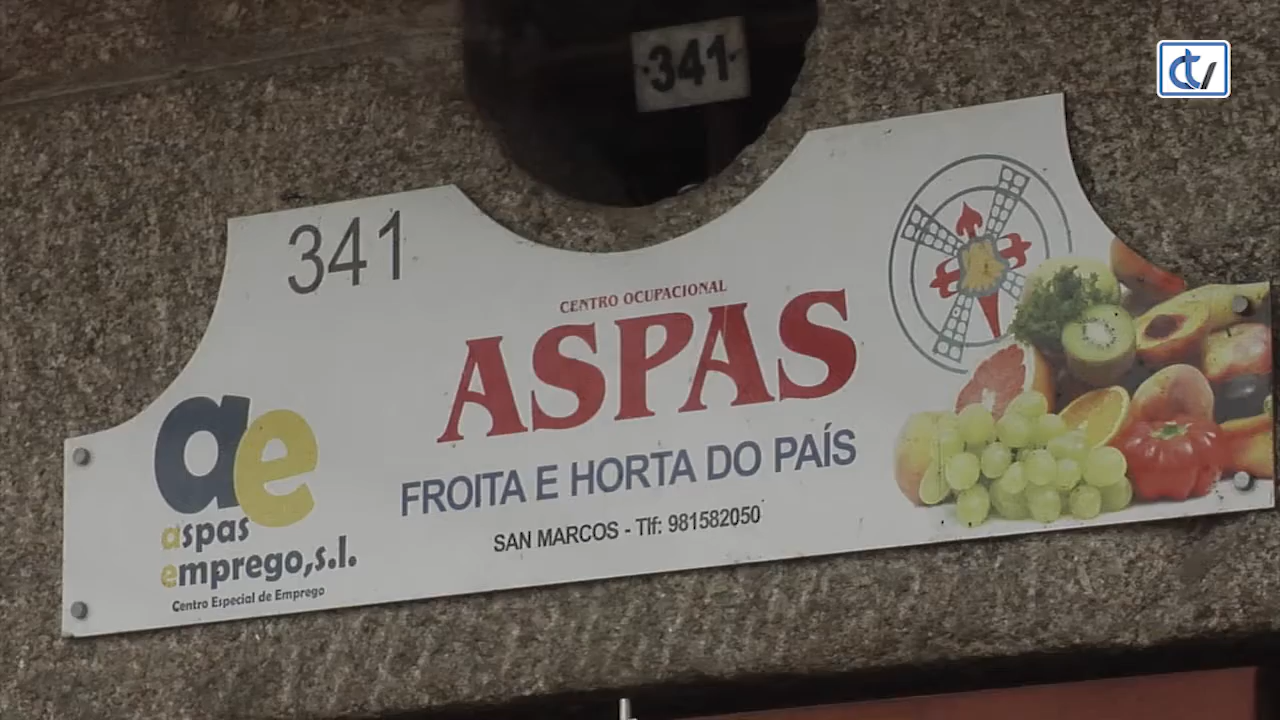 ·341·
341
CENTRO OCUPACIONAL
ASPAS
FROITA E HORTA DO PAÍS
SAN MARCOS - Tlf: 981582050
ae
aspas
emprego,s.l.
Centro Especial de Emprego